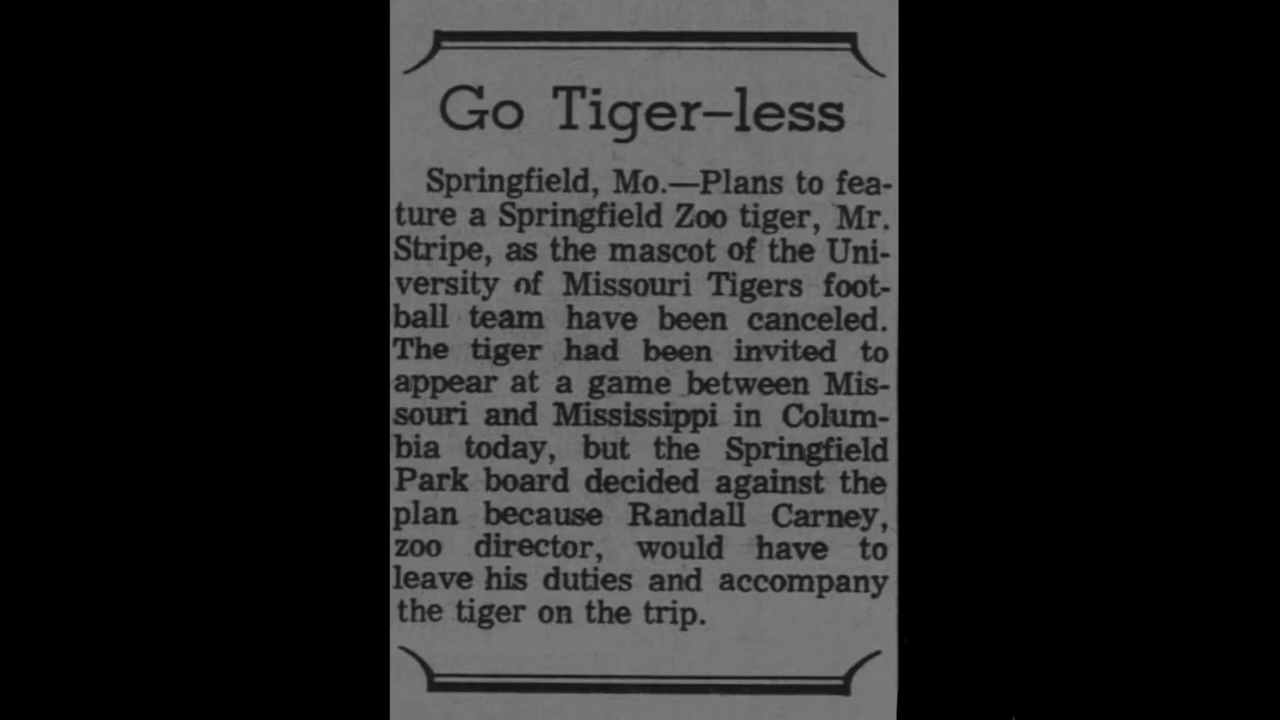 Go Tiger–less
Springfield, Mo.—Plans to fea-
ture a Springfield Zoo tiger, Mr.
Stripe, as the mascot of the Uni-
versity of Missouri Tigers foot-
ball team have been canceled.
The tiger had been invited to
appear at a game between Mis-
souri and Mississippi in Colum-
bia today, but the Springfield
Park board decided against the
plan because Randall Carney,
zoo director, would have to
leave his duties and accompany
the tiger on the trip.